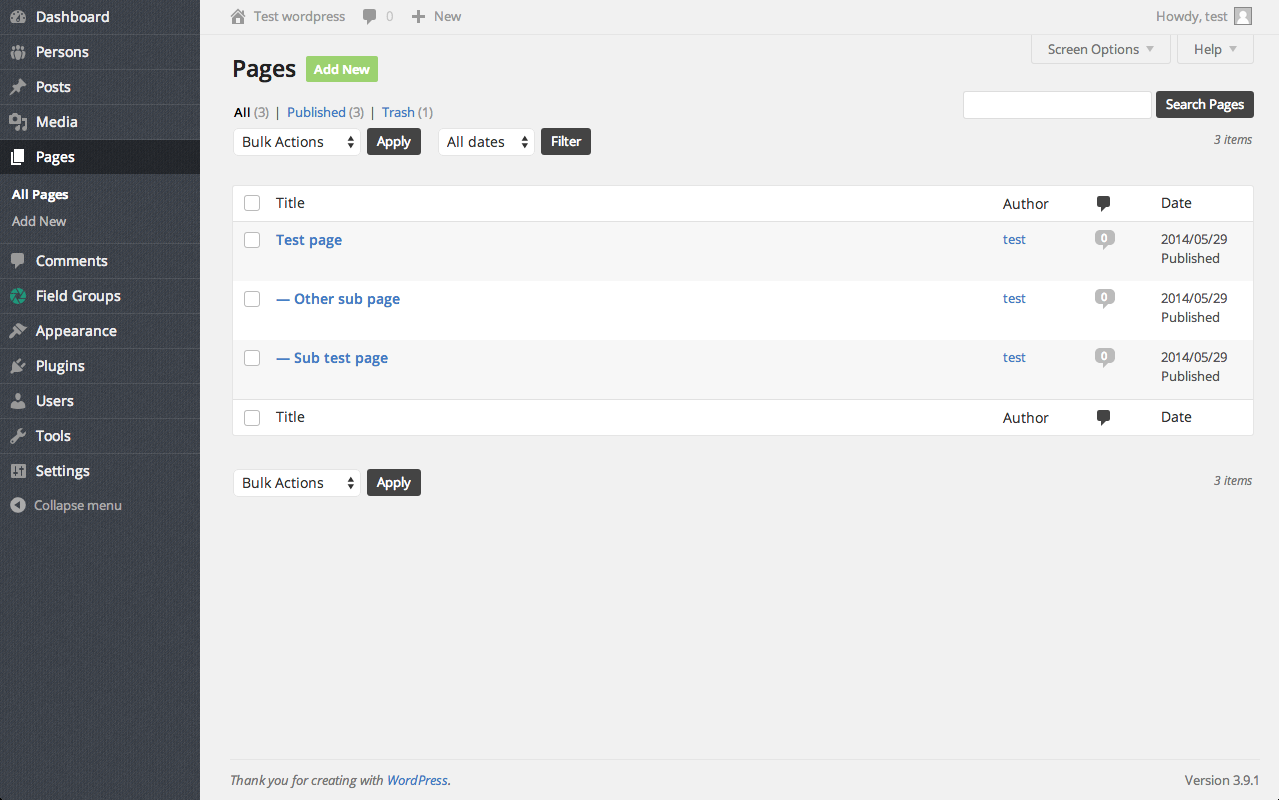 Dashboard
Persons
Posts
Media
Pages
All Pages
Add New
Comments
Field Groups
Appearance
Plugins
Users
Tools
Settings
Collapse menu
Test wordpress 0 New Howdy, test
Screen Options Help
Pages Add New
All (3) | Published (3) | Trash (1) Search Pages
Bulk Actions Apply All dates Filter 3 items
Title Author Date
Test page test 0 2014/05/29
Published
— Other sub page test 0 2014/05/29
Published
— Sub test page test 0 2014/05/29
Published
Title Author Date
Bulk Actions Apply 3 items
Thank you for creating with WordPress. Version 3.9.1